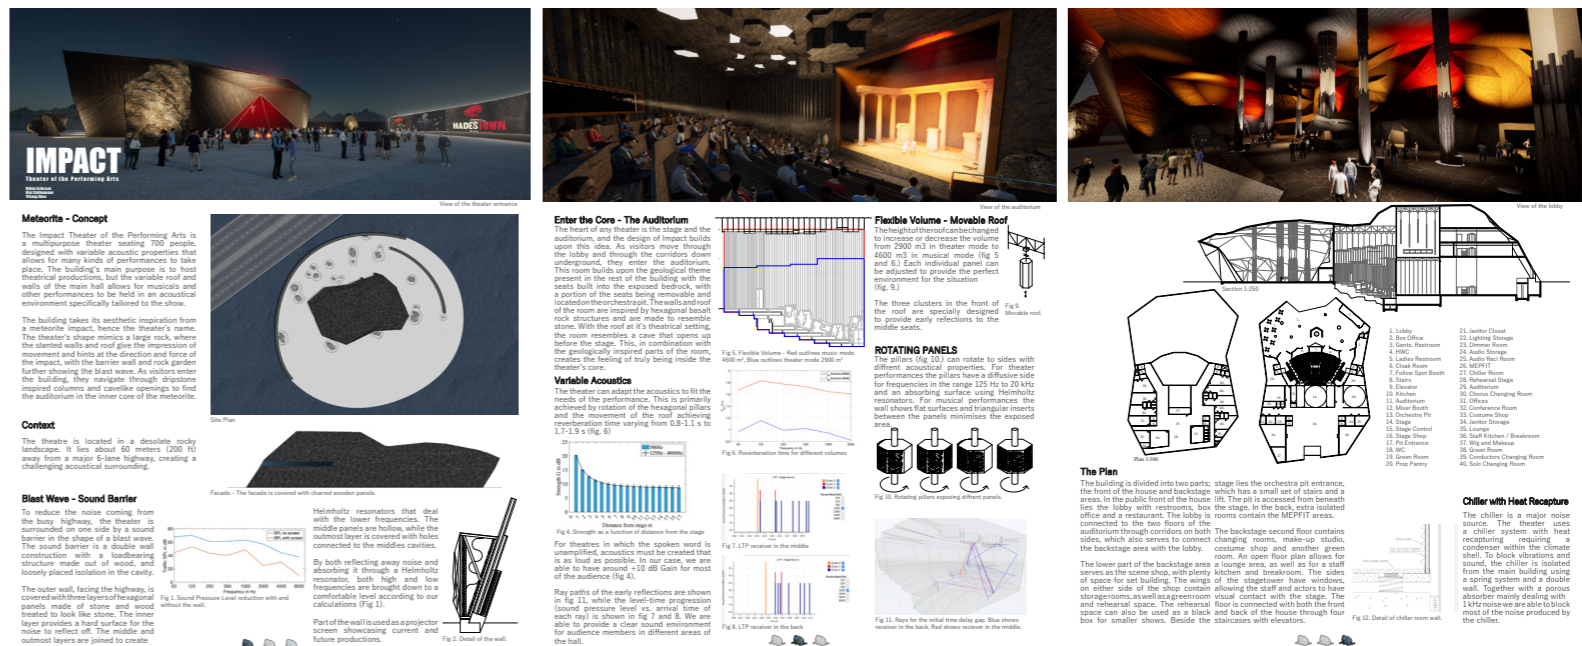 HADESTOWN
IMPACT
Theater of the Performing Arts
View of the theater entrance
Meteorite - Concept
The Impact Theater of the Performing Arts is
a multipurpose theater seating 700 people,
designed with variable acoustic properties that
allows for many kinds of performances to take
place. The building's main purpose is to host
theatrical productions, but the variable roof and
walls of the main hall allows for musicals and
other performances to be held in an acoustical
environment specifically tailored to the show.
The building takes its aesthetic inspiration from
a meteorite impact, hence the theater's name.
The theater's shape mimics a large rock, where
the slanted walls and roof give the impression of
movement and hints at the direction and force of
the impact, with the barrier wall and rock garden
further showing the blast wave. As visitors enter
the building, they navigate through dripstone
inspired columns and cavelike openings to find
the auditorium in the inner core of the meteorite.
Site Plan
Context
The theatre is located in a desolate rocky
landscape. It lies about 60 meters (200 ft)
away from a major 6-lane highway, creating a
challenging acoustical surrounding.
Facade - The facade is covered with charred wooden panels.
Blast Wave - Sound Barrier
To reduce the noise coming from
the busy highway, the theater is
surrounded on one side by a sound
barrier in the shape of a blast wave.
The sound barrier is a double wall
construction with a loadbearing
structure made out of wood, and
loosely placed isolation in the cavity.
The outer wall, facing the highway, is
covered with three layers of hexagonal
panels made of stone and wood
treated to look like stone. The inner
layer provides a hard surface for the
noise to reflect off. The middle and
outmost layers are joined to create
Fig 1. Sound Pressure Level reduction with and
without the wall.
Helmholz resonators that deal
with the lower frequencies. The
middle panels are hollow, while the
outmost layer is covered with holes
connected to the middles cavities.
By both reflecting away noise and
absorbing it through a Helmholz
resonator, both high and low
frequencies are brought down to a
comfortable level according to our
calculations (Fig 1).
Part of the wall is used as a projector
screen showcasing current and
future productions.
Fig 2. Detail of the wall.
View of the auditorium
Enter the Core - The Auditorium
The heart of any theater is the stage and the
auditorium, and the design of Impact builds
upon this idea. As visitors move through
the lobby and through the corridors down
underground, they enter the auditorium.
This room builds upon the geological theme
present in the rest of the building with the
seats built into the exposed bedrock, with
a portion of the seats being removable and
located on the orchestra pit. The walls and roof
of the room are inspired by hexagonal basalt
rock structures and are made to resemble
stone. With the roof at it's theatrical setting,
the room resembles a cave that opens up
before the stage. This, in combination with
the geologically inspired parts of the room,
creates the feeling of truly being inside the
theater's core.
Variable Acoustics
The theater can adapt the acoustics to fit the
needs of the performance. This is primarily
achieved by rotation of the hexagonal pillars
and the movement of the roof achieving
reverberation time varying from 0.8-1.1 s to
1.7-1.9 s (fig. 6)
Strength G in dB
Distance from stage m
Fig 4. Strength as a function of distance from the stage
For theatres in which the spoken word is
unamplified, acoustics must be created that
is as loud as possible. In our case, we are
able to have around +10 dB Gain for most
of the audience (fig 4).
Ray paths of the early reflections are shown
in fig 11, while the level-time progression
(sound pressure level vs. arrival time of
each ray) is shown in fig 7 and 8. We are
able to provide a clear sound environment
for audience members in different areas of
the hall.
Fig 5. Flexible Volume - Red outlines music mode
4600 m³, Blue outlines theater mode 2900 m³
Fig 6. Reverberation time for different volumes
Fig 7. LTP receiver in the middle
Fig 8. LTP receiver in the back
Flexible Volume - Movable Roof
The height of the roof can be changed
to increase or decrease the volume
from 2900 m3 in theater mode to
4600 m3 in musical mode (fig 5
and 6.) Each individual panel can
be adjusted to provide the perfect
environment for the situation
(fig. 9.)
The three clusters in the front of
the roof are specially designed
to provide early refections to the
middle seats.
Fig 9.
Movable roof.
ROTATING PANELS
The pillars (fig 10.) can rotate to sides with
diffrent acoustical properties. For theater
performances the pillars have a diffusive side
for frequencies in the range 125 Hz to 20 kHz
and an absorbing surface using Helmholtz
resonators. For musical performances the
wall shows flat surfaces and triangular inserts
between the panels minimises the exposed
area.
Fig 10. Rotating pillars exposing diffrent panels.
Fig 11. Rays for the initial time delay gap. Blue shows
receiver in the back. Red shows reciever in the middle.
View of the lobby
Section 1:250
Plan 1:500
1. Lobby
2. Box Office
3. Gents. Restroom
4. HWC
5. Ladies Restroom
6. Cloak Room
7. Follow Spot Booth
8. Stairs
9. Elevator
10. Kitchen
11. Auditorium
12. Mixer Booth
13. Orchestra Pit
14. Stage
15. Stage Control
16. Stage Shop
17. Pit Entrance
18. WC
19. Green Room
20. Prop Pantry
21. Janitor Closet
22. Lighting Storage
23. Dimmer Room
24. Audio Storage
25. Audio Racl Room
26. MEPFIT
27. Chiller Room
28. Rehearsal Stage
29. Auditorium
30. Chorus Changing Room
31. Offices
32. Conference Room
33. Costume Shop
34. Janitor Storage
35. Lounge
36. Staff Kitchen / Breakroom
37. Wig and Makeup
38. Green Room
39. Conductors Changing Room
40. Solo Changing Room
The Plan
The building is divided into two parts;
the front of the house and backstage
areas. In the public front of the house
lies the lobby with restrooms, box
office and a restaurant. The lobby is
connected to the two floors of the
auditorium through corridors on both
sides, which also serves to connect
the backstage area with the lobby.
The lower part of the backstage area
serves as the scene shop, with plenty
of space for set building. The wings
on either side of the shop contain
storage rooms, as well as a greenroom
and rehearsal stage. The rehearsal
space can also be used as a black
box for smaller shows. Beside the
stage lies the orchestra pit entrance,
which has a small set of stairs and a
lift. The pit is accessed from beneath
the stage. In the back, extra isolated
rooms contain the MEPFIT areas.
The backstage second floor contains
changing rooms, make-up studio,
costume shop and another green
room. An open floor plan allows for
a lounge area, as well as for a staff
kitchen and breakroom. The sides
of the stagetower have windows,
allowing the staff and actors to have
visual contact with the stage. The
floor is connected with both the front
and back of the house through four
staircases with elevators.
Fig 12. Detail of chiller room wall.
Chiller with Heat Recapture
The chiller is a major noise
source. The theater uses
a chiller system with heat
recapturing requiring a
condenser within the climate
shell. To block vibrations and
sound, the chiller is isolated
from the main building using
a spring system and a double
wall. Together with a porous
absorber mainly dealing with
1 kHz noise we are able to block
most of the noise produced by
the chiller.